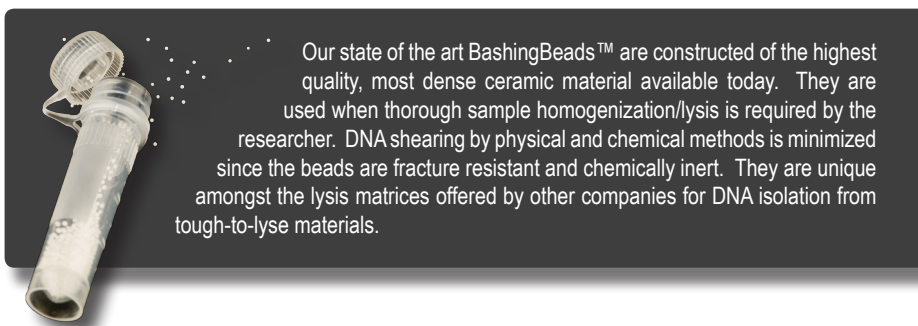 Our state of the art BashingBeads™ are constructed of the highest
quality, most dense ceramic material available today. They are
used when thorough sample homogenization/lysis is required by the
researcher. DNA shearing by physical and chemical methods is minimized
since the beads are fracture resistant and chemically inert. They are unique
amongst the lysis matrices offered by other companies for DNA isolation from
tough-to-lyse materials.